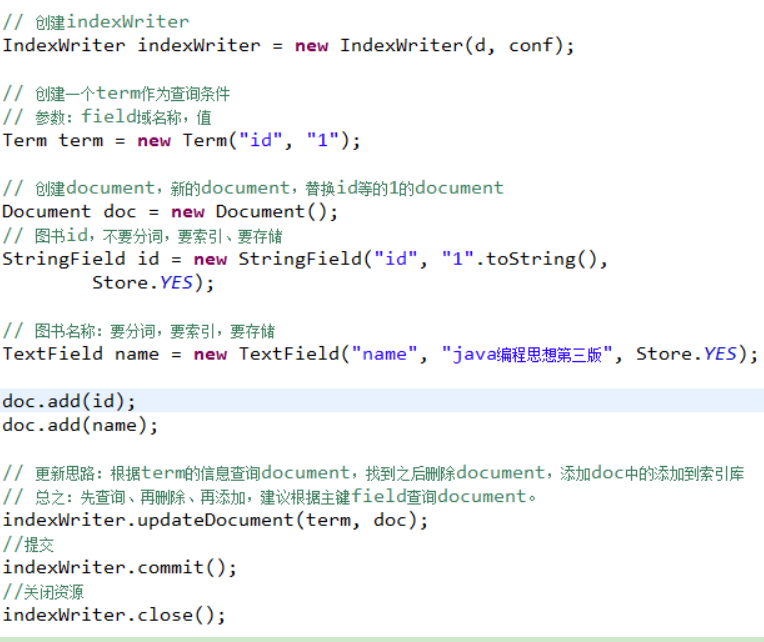 // 创建indexWriter
IndexWriter indexWriter = new IndexWriter(d, conf);
// 创建一个term作为查询条件
// 参数：field域名称，值
Term term = new Term("id", "1");
// 创建document，新的document，替换id等的1的document
Document doc = new Document();
// 图书id，不要分词，要索引、要存储
StringField id = new StringField("id", "1".toString(),
Store.YES);
// 图书名称：要分词，要索引，要存储
TextField name = new TextField("name", "java编程思想第三版", Store.YES);
doc.add(id);
doc.add(name);
// 更新思路：根据term的信息查询document，找到之后删除document，添加doc中的添加到索引库
// 总之：先查询、再删除、再添加，建议根据主键field查询document。
indexWriter.updateDocument(term, doc);
//提交
indexWriter.commit();
//关闭资源
indexWriter.close();